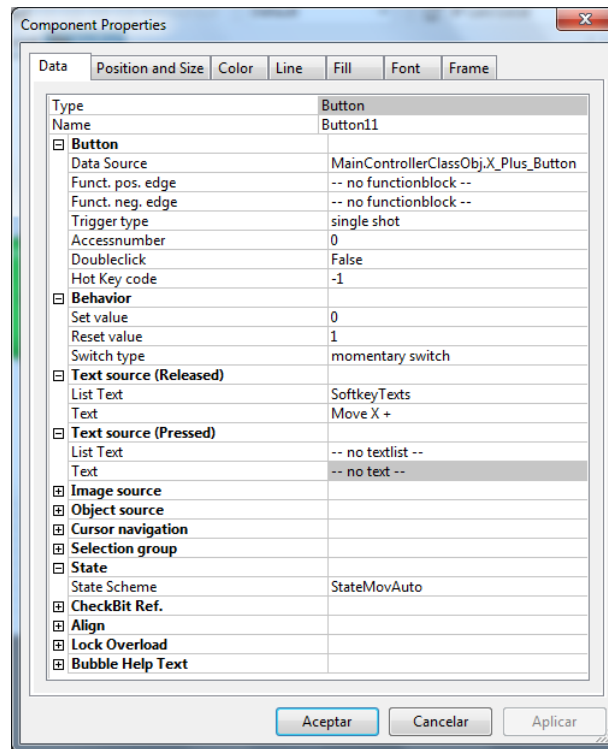 Component Properties
Data Position and Size Color Line Fill Font Frame
Type Button
Name Button11
Button
Data Source MainControllerClassObj.X_Plus_Button
Funct. pos. edge -- no functionblock --
Funct. neg. edge -- no functionblock --
Trigger type single shot
Accessnumber 0
Doubleclick False
Hot Key code -1
Behavior
Set value 0
Reset value 1
Switch type momentary switch
Text source (Released)
List Text SoftkeyTexts
Text Move X +
Text source (Pressed)
List Text -- no textlist --
Text -- no text --
Image source
Object source
Cursor navigation
Selection group
State
State Scheme StateMovAuto
CheckBit Ref.
Align
Lock Overload
Bubble Help Text
Aceptar Cancelar Aplicar